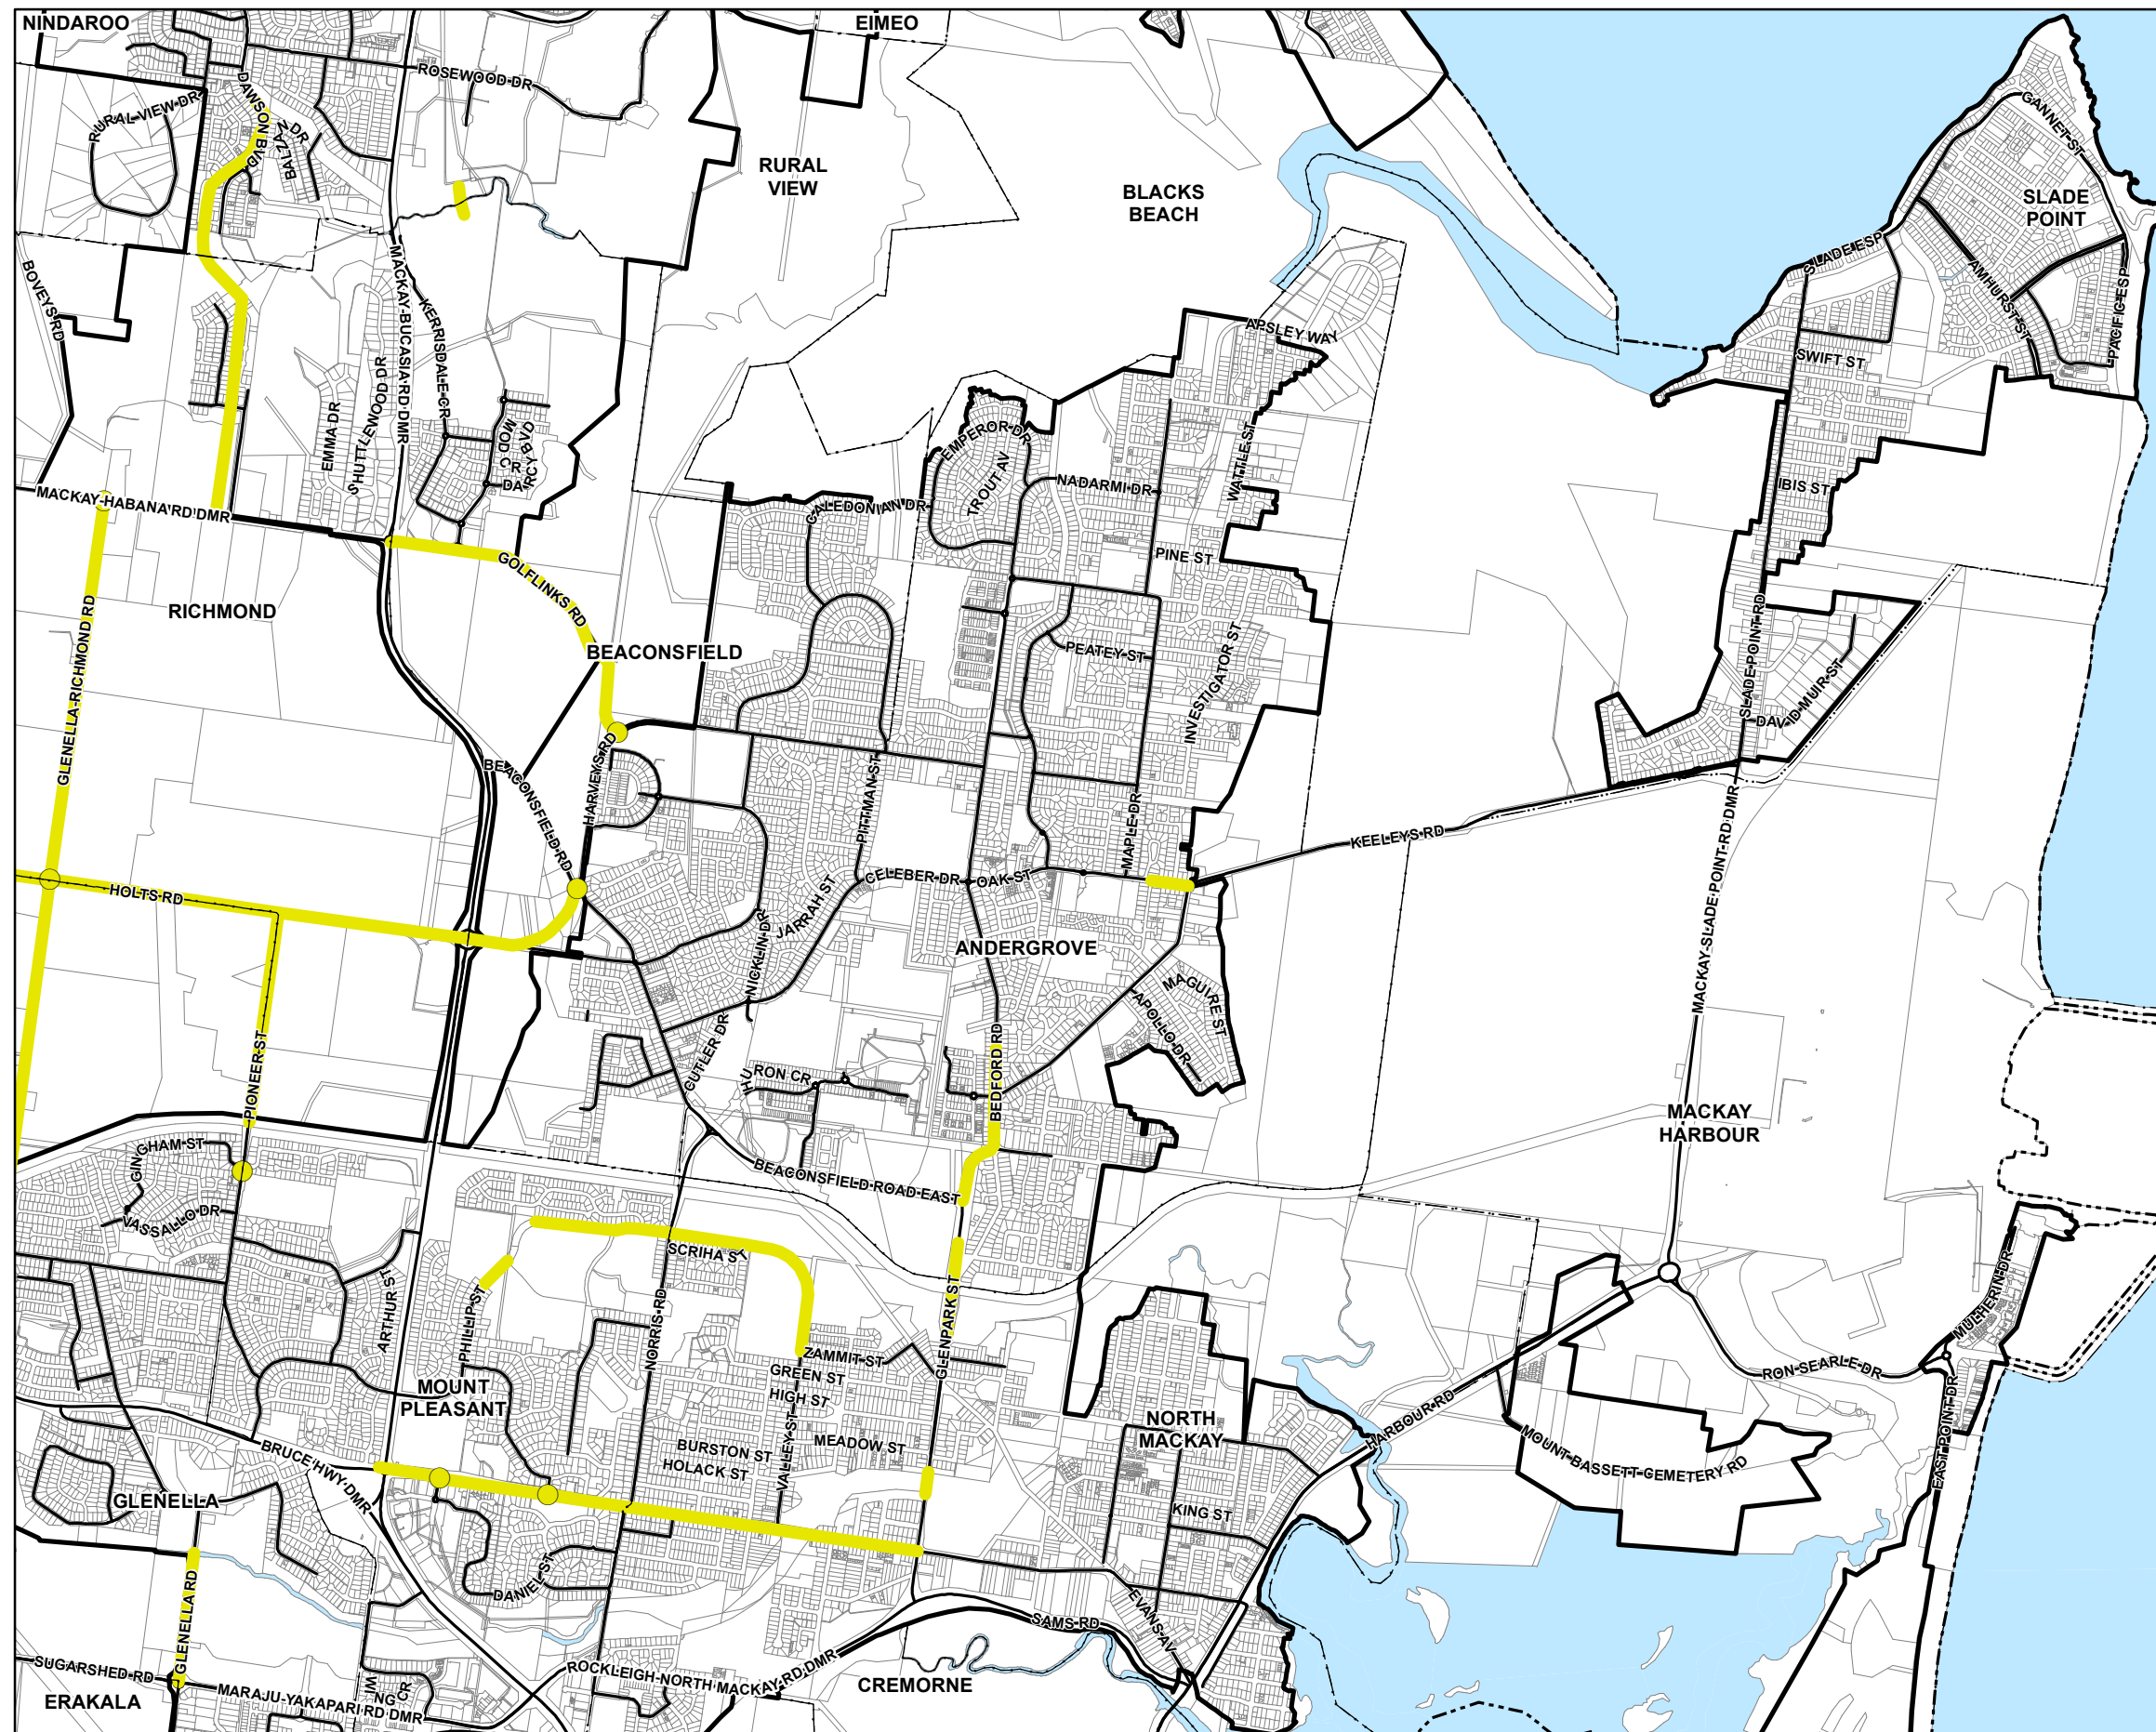 NINDAROO
EIMEO
ROSEWOOD DR
DAWSON BVD
RURAL VIEW DR
BALZAN DR
GANNET ST
RURAL
VIEW
BLACKS
BEACH
SLADE
POINT
SLADE ESP
AMHURST ST
PACIFIC ESP
BOVEYS RD
MACKAY-BUCASIA RD DMR
KERRISDALE CR
APSLEY WAY
SWIFT ST
EMMA DR
SHUTTLEWOOD DR
DARCY BVD
EMPEROR DR
TROUT AV
NADARMI DR
WATTLE ST
IBIS ST
MACKAY-HABANA RD DMR
CALEDONIAN DR
PINE ST
GOLFLINKS RD
RICHMOND
GLENELLA-RICHMOND RD
BEACONSFIELD
PEATEY ST
INVESTIGATOR ST
SLADE POINT RD
DAVID MUIR ST
BEACONSFIELD RD
HARVEYS RD
PITTMAN ST
MAPLE DR
KEELEYS RD
MACKAY-SLADE POINT RD DMR
HOLTS RD
CELEBER DR
OAK ST
JARRAH ST
NICKLIN DR
ANDERGROVE
MAGUIRE ST
APOLLO DR
CUTLER DR
HURON CR
BEDFORD RD
PIONEER ST
MACKAY
HARBOUR
GINGHAM ST
VASSALLO DR
BEACONSFIELD ROAD EAST
SCRIHA ST
ARTHUR ST
PHILLIP ST
NORRIS RD
GLENPARK ST
MULHERIN DR
ZAMMIT ST
GREEN ST
HIGH ST
RON SEARLE DR
MOUNT
PLEASANT
NORTH
MACKAY
HARBOUR RD
EAST POINT DR
BURSTON ST
MEADOW ST
HOLACK ST
VALLEY ST
BRUCE HWY DMR
MOUNT BASSETT CEMETERY RD
GLENELLA
KING ST
DANIEL ST
GLENELLA RD
EVANS AV
SAMS RD
SUGARSHED RD
ROCKLEIGH-NORTH MACKAY RD DMR
CREMORNE
ERAKALA
MARAJU-YAKAPARI RD DMR
WING CR